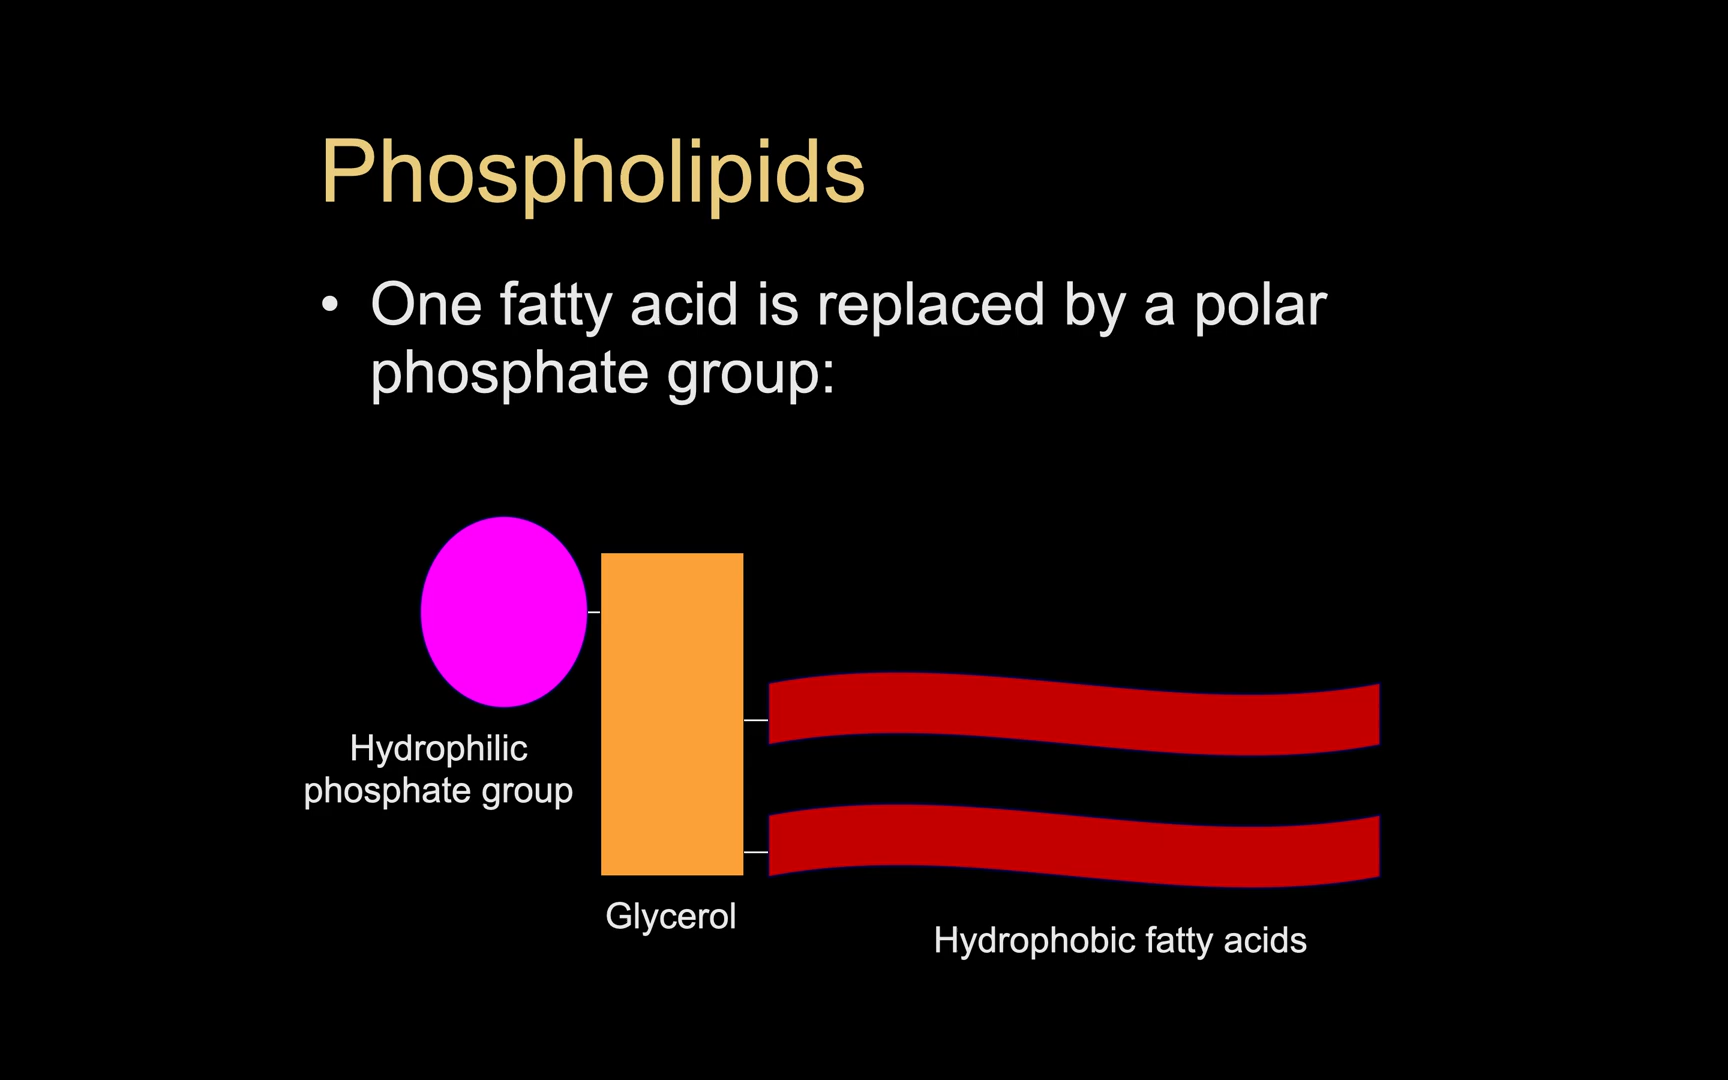 Phospholipids
• One fatty acid is replaced by a polar
phosphate group:
Hydrophilic
phosphate group
Glycerol
Hydrophobic fatty acids